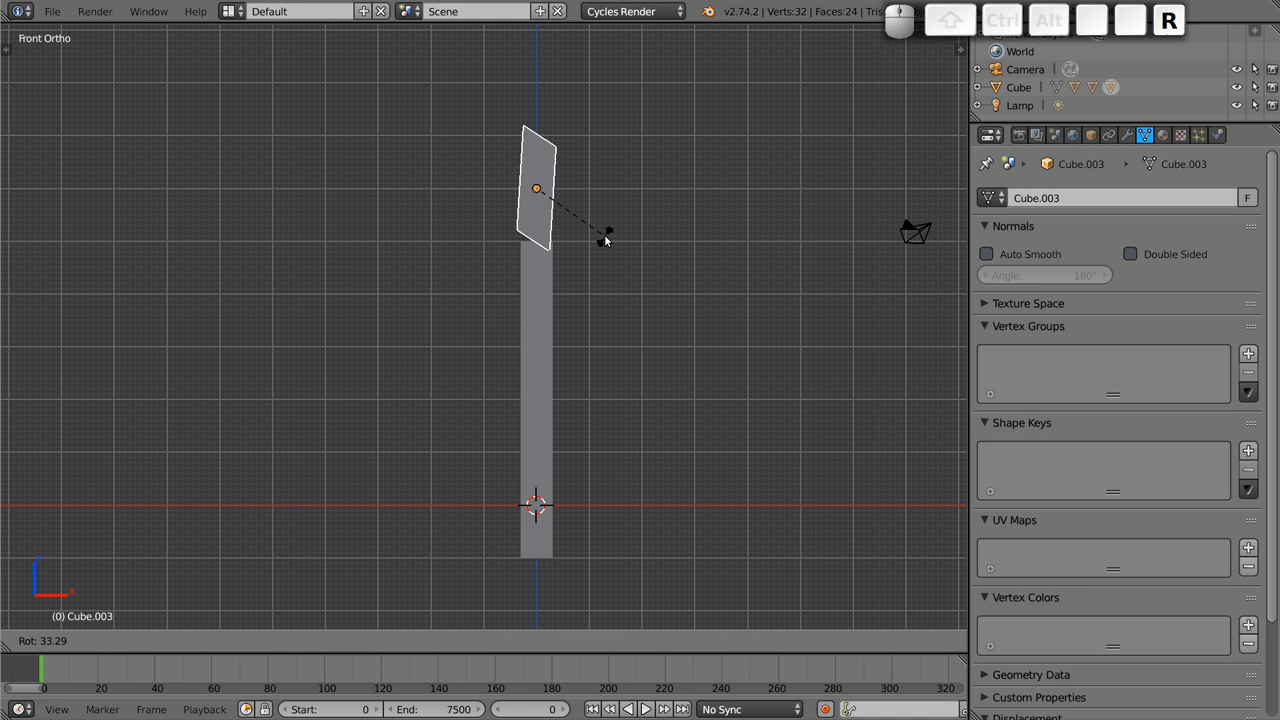 File Render Window Help Default Scene Cycles Render v2.74.2 | Verts:32 | Faces:24 | Tris
Ctrl Alt R
Front Ortho
World
Camera
Cube
Lamp
Cube.003 Cube.003
Cube.003 F
Normals
Auto Smooth Double Sided
Angle: 180°
Texture Space
Vertex Groups
Shape Keys
UV Maps
Vertex Colors
Geometry Data
Custom Properties
Displacement
x
(0) Cube.003
Rot: 33.29
0 20 40 60 80 100 120 140 160 180 200 220 240 260 280 300 320
View Marker Frame Playback Start: 0 End: 7500 0 No Sync